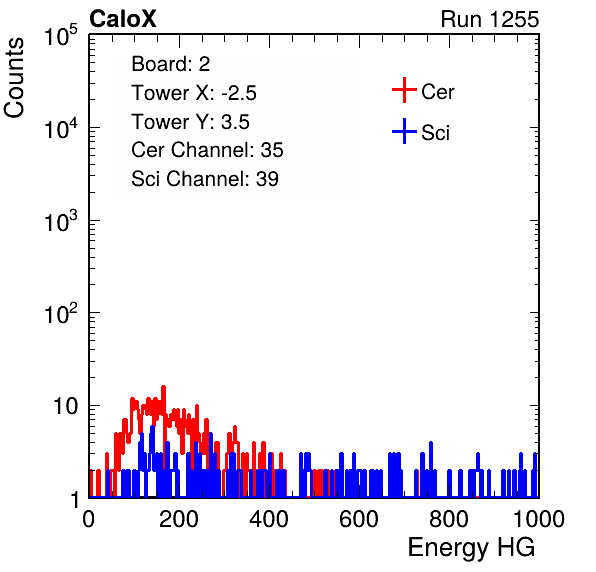 CaloX Run 1255
Counts
Board: 2
Tower X: -2.5
Tower Y: 3.5
Cer Channel: 35
Sci Channel: 39
Cer
Sci
10^5
10^4
10^3
10^2
10
1
0 200 400 600 800 1000
Energy HG